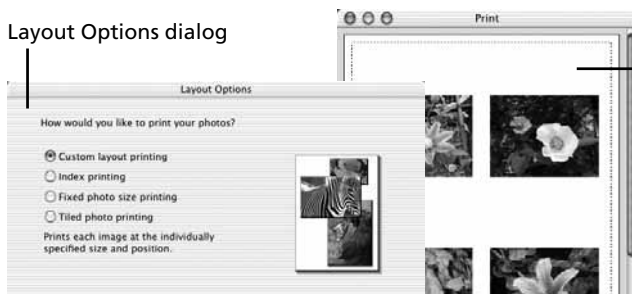 Layout Options dialog
Print
Layout Options
How would you like to print your photos?
Custom layout printing
Index printing
Fixed photo size printing
Tiled photo printing
Prints each image at the individually
specified size and position.